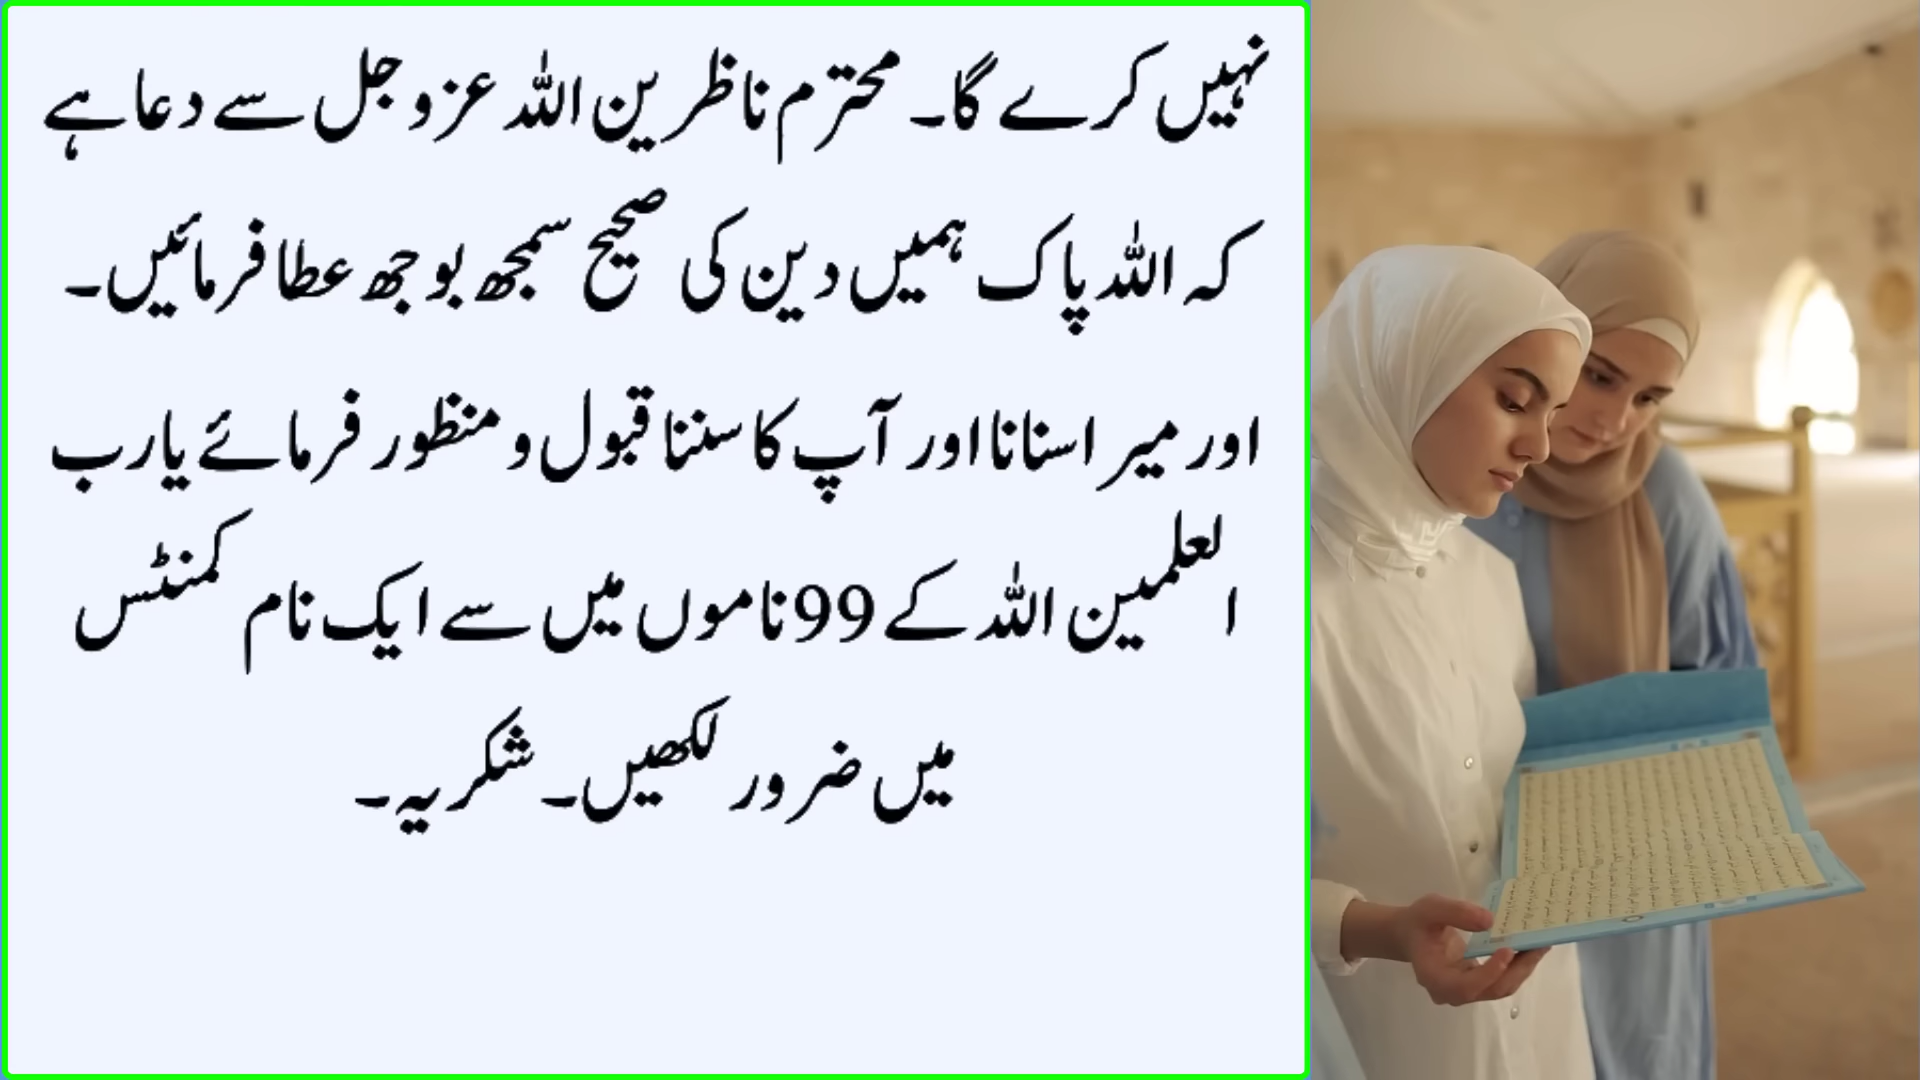 نہیں کرے گا۔ محترم ناظرین اللہ عزوجل سے دعا ہے
کہ اللہ پاک ہمیں دین کی صحیح سمجھ بوجھ عطا فرمائیں۔
اور میرا سنانا اور آپ کا سننا قبول و منظور فرمائے یا رب
العلمین اللہ کے 99 ناموں میں سے ایک نام کمنٹس
میں ضرور لکھیں۔ شکریہ۔